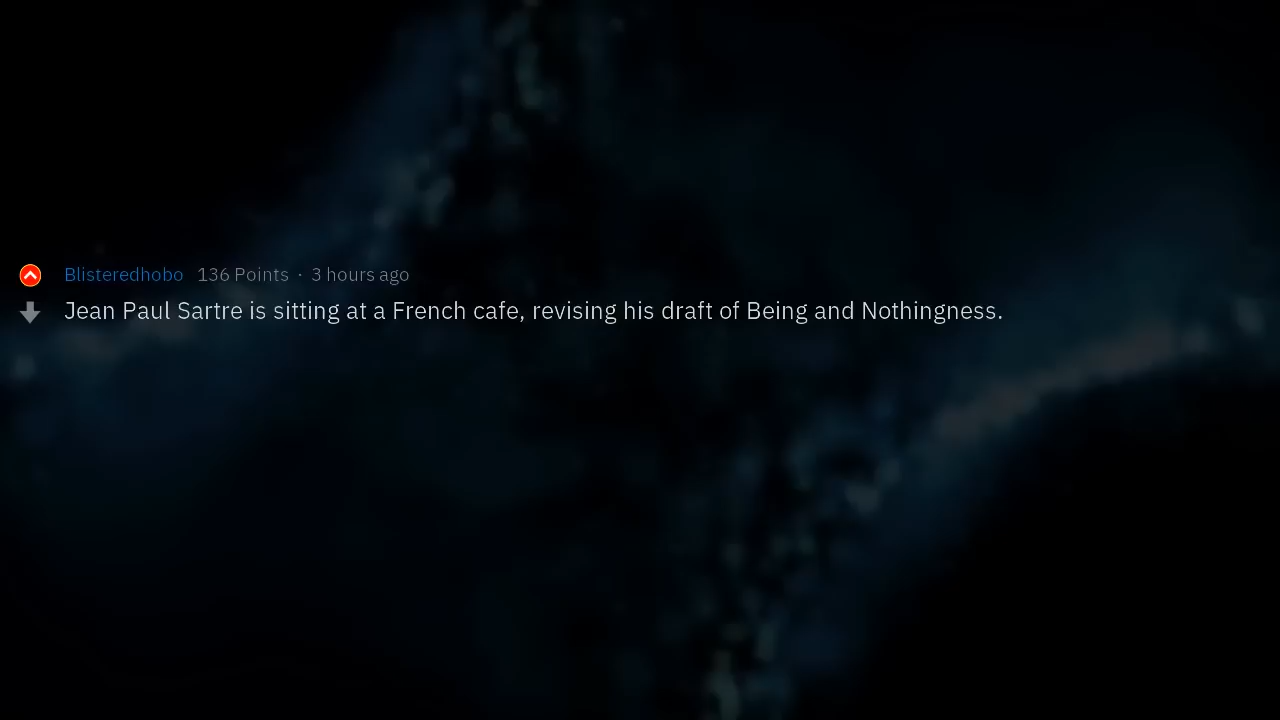 Blisteredhobo 136 Points · 3 hours ago
Jean Paul Sartre is sitting at a French cafe, revising his draft of Being and Nothingness.